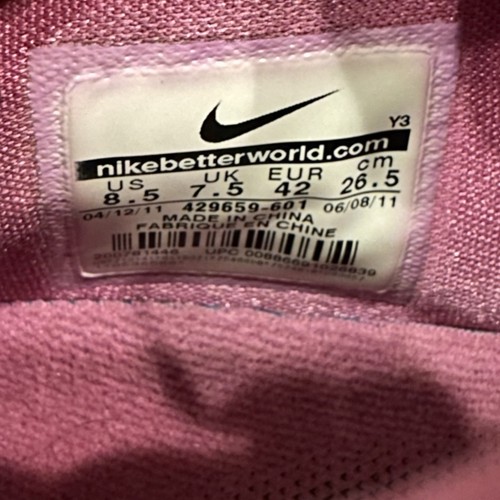 Y3
nikebetterworld.com
US UK EUR cm
8.5 7.5 42 26.5
04/12/11 429659-601 06/08/11
MADE IN CHINA
FABRIQUE EN CHINE
UPC